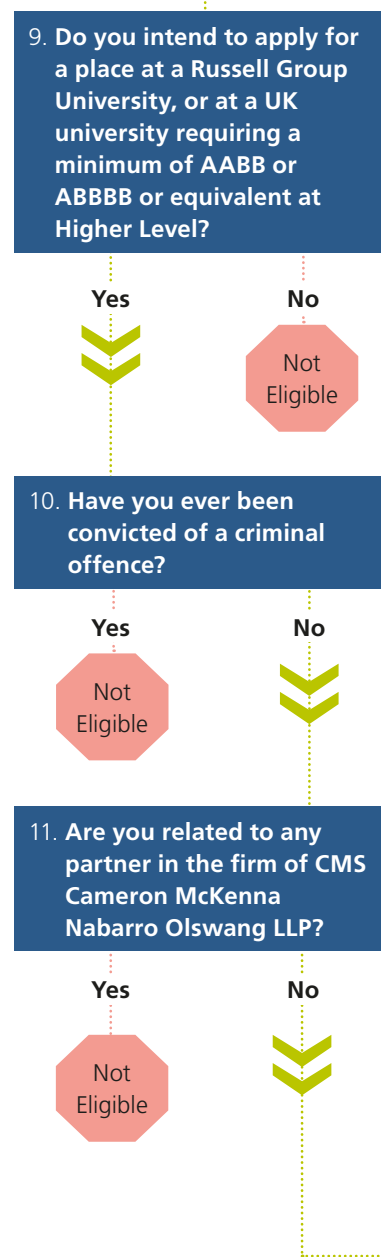 9. Do you intend to apply for
a place at a Russell Group
University, or at a UK
university requiring a
minimum of AABB or
ABBBB or equivalent at
Higher Level?
Yes
No
Not
Eligible
10. Have you ever been
convicted of a criminal
offence?
Yes
No
Not
Eligible
11. Are you related to any
partner in the firm of CMS
Cameron McKenna
Nabarro Olswang LLP?
Yes
No
Not
Eligible